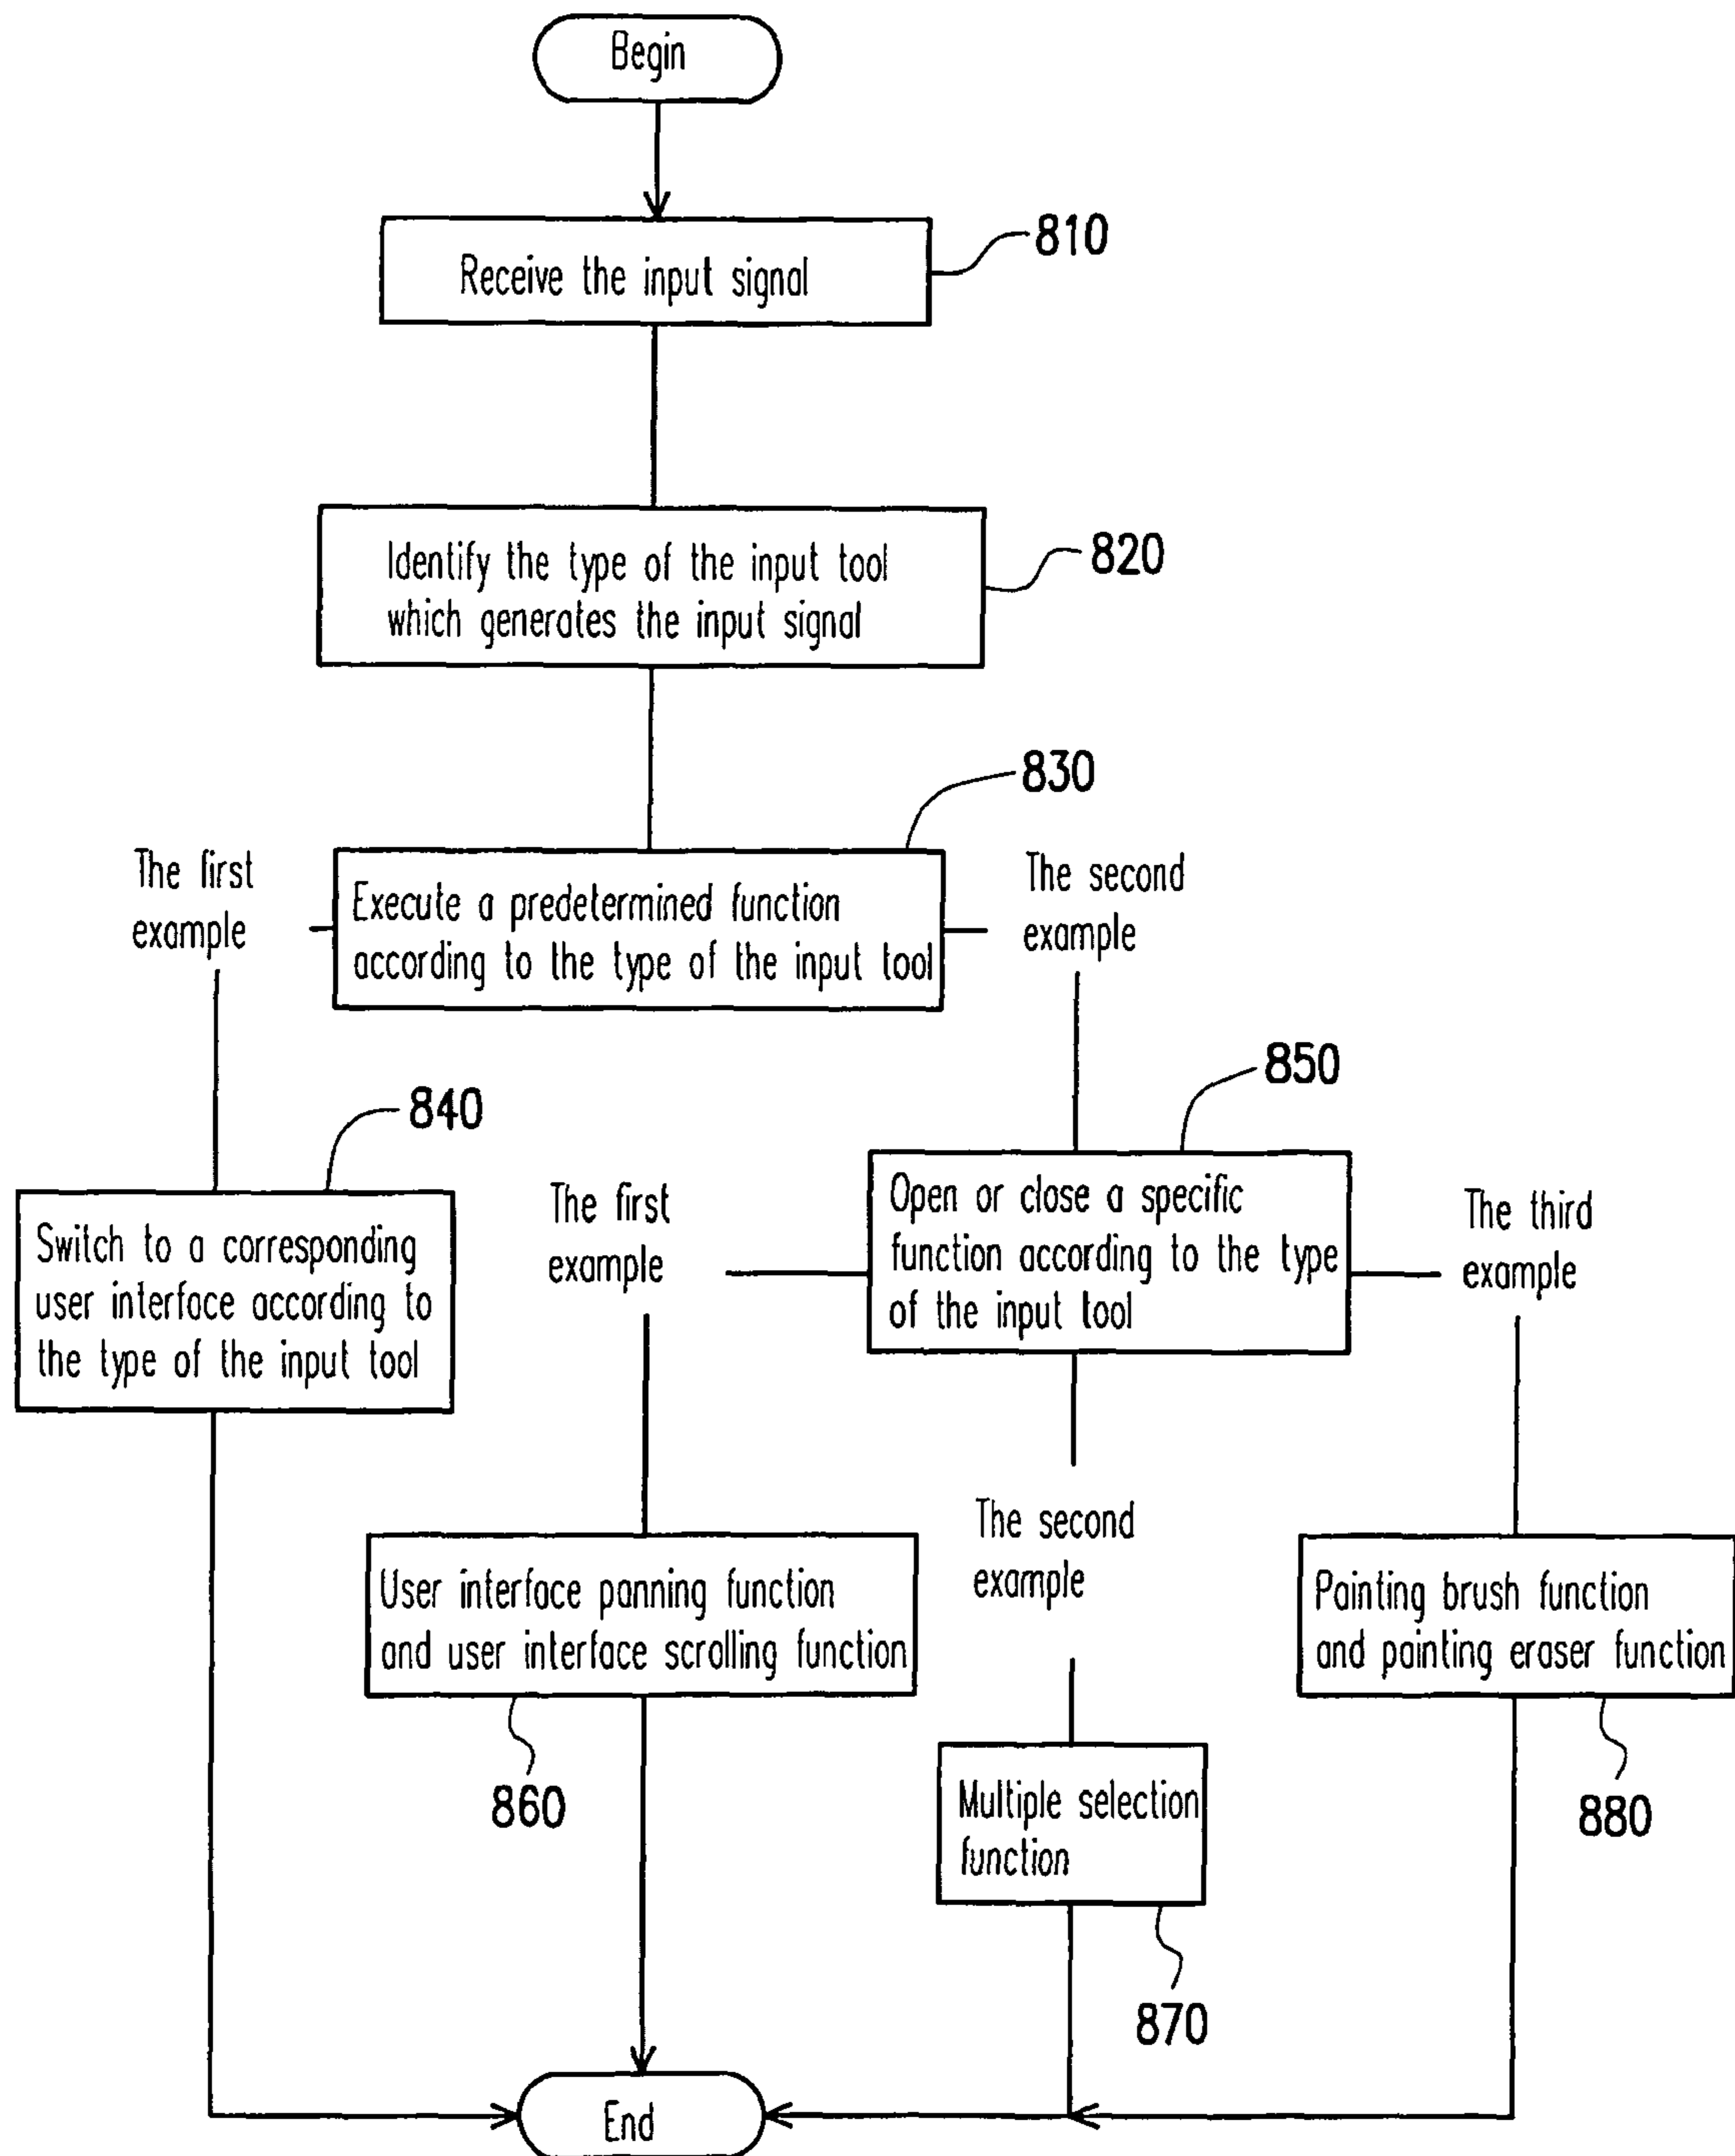 Begin
Receive the input signal
810
Identify the type of the input tool
which generates the input signal
820
830
The first
example
Execute a predetermined function
according to the type of the input tool
The second
example
840
850
Switch to a corresponding
user interface according to
the type of the input tool
The first
example
Open or close a specific
function according to the type
of the input tool
The third
example
The second
example
User interface panning function
and user interface scrolling function
860
Multiple selection
function
870
Painting brush function
and painting eraser function
880
End